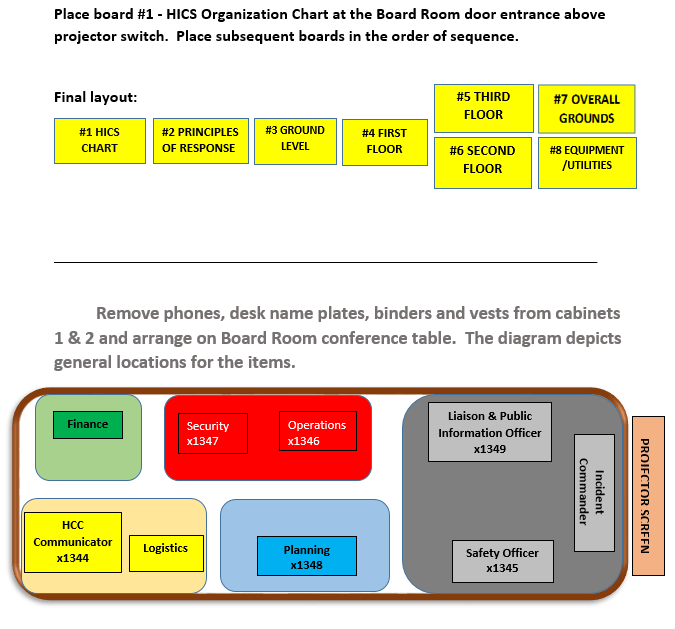 Place board #1 - HICS Organization Chart at the Board Room door entrance above
projector switch.  Place subsequent boards in the order of sequence.
Final layout:
#1 HICS
CHART
#2 PRINCIPLES
OF RESPONSE
#3 GROUND
LEVEL
#4 FIRST
FLOOR
#5 THIRD
FLOOR
#7 OVERALL
GROUNDS
#6 SECOND
FLOOR
#8 EQUIPMENT
/UTILITIES
Remove phones, desk name plates, binders and vests from cabinets
1 & 2 and arrange on Board Room conference table.  The diagram depicts
general locations for the items.
Finance
Security
x1347
Operations
x1346
Liaison & Public
Information Officer
x1349
Incident
Commander
PROJECTOR SCREEN
HCC
Communicator
x1344
Logistics
Planning
x1348
Safety Officer
x1345